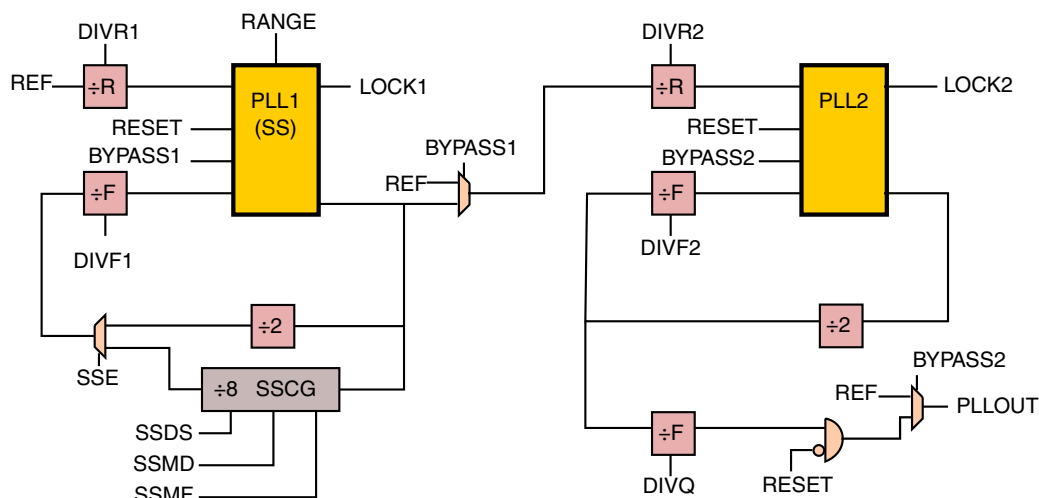 DIVR1
RANGE
REF
÷R
PLL1
(SS)
LOCK1
RESET
BYPASS1
÷F
DIVF1
BYPASS1
REF
÷2
SSE
÷8 SSCG
SSDS
SSMD
DIVR2
÷R
PLL2
LOCK2
RESET
BYPASS2
÷F
DIVF2
÷2
BYPASS2
REF
PLLOUT
÷F
DIVQ
RESET